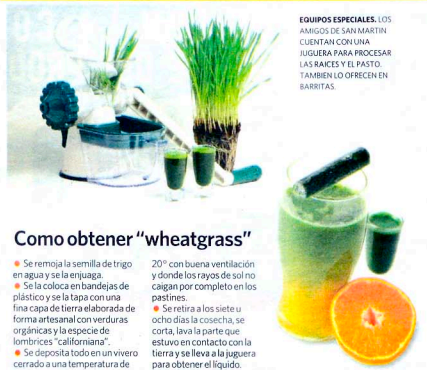 EQUIPOS ESPECIALES. LOS
AMIGOS DE SAN MARTIN
CUENTAN CON UNA
JUGUERA PARA PROCESAR
LAS RAICES Y EL PASTO.
TAMBIEN LO OFRECEN EN
BARRITAS.
Como obtener "wheatgrass"
Se remoja la semilla de trigo
en agua y se la enjuaga.
Se la coloca en bandejas de
plástico y se la tapa con una
fina capa de tierra elaborada de
forma artesanal con verduras
orgánicas y la especie de
lombrices "californiana".
Se deposita todo en un vivero
cerrado a una temperatura de
20° con buena ventilación
y donde los rayos de sol no
caigan por completo en los
pastines.
Se retira a los siete u
ocho días la cosecha, se
corta, lava la parte que
estuvo en contacto con la
tierra y se lleva a la juguera
para obtener el líquido.